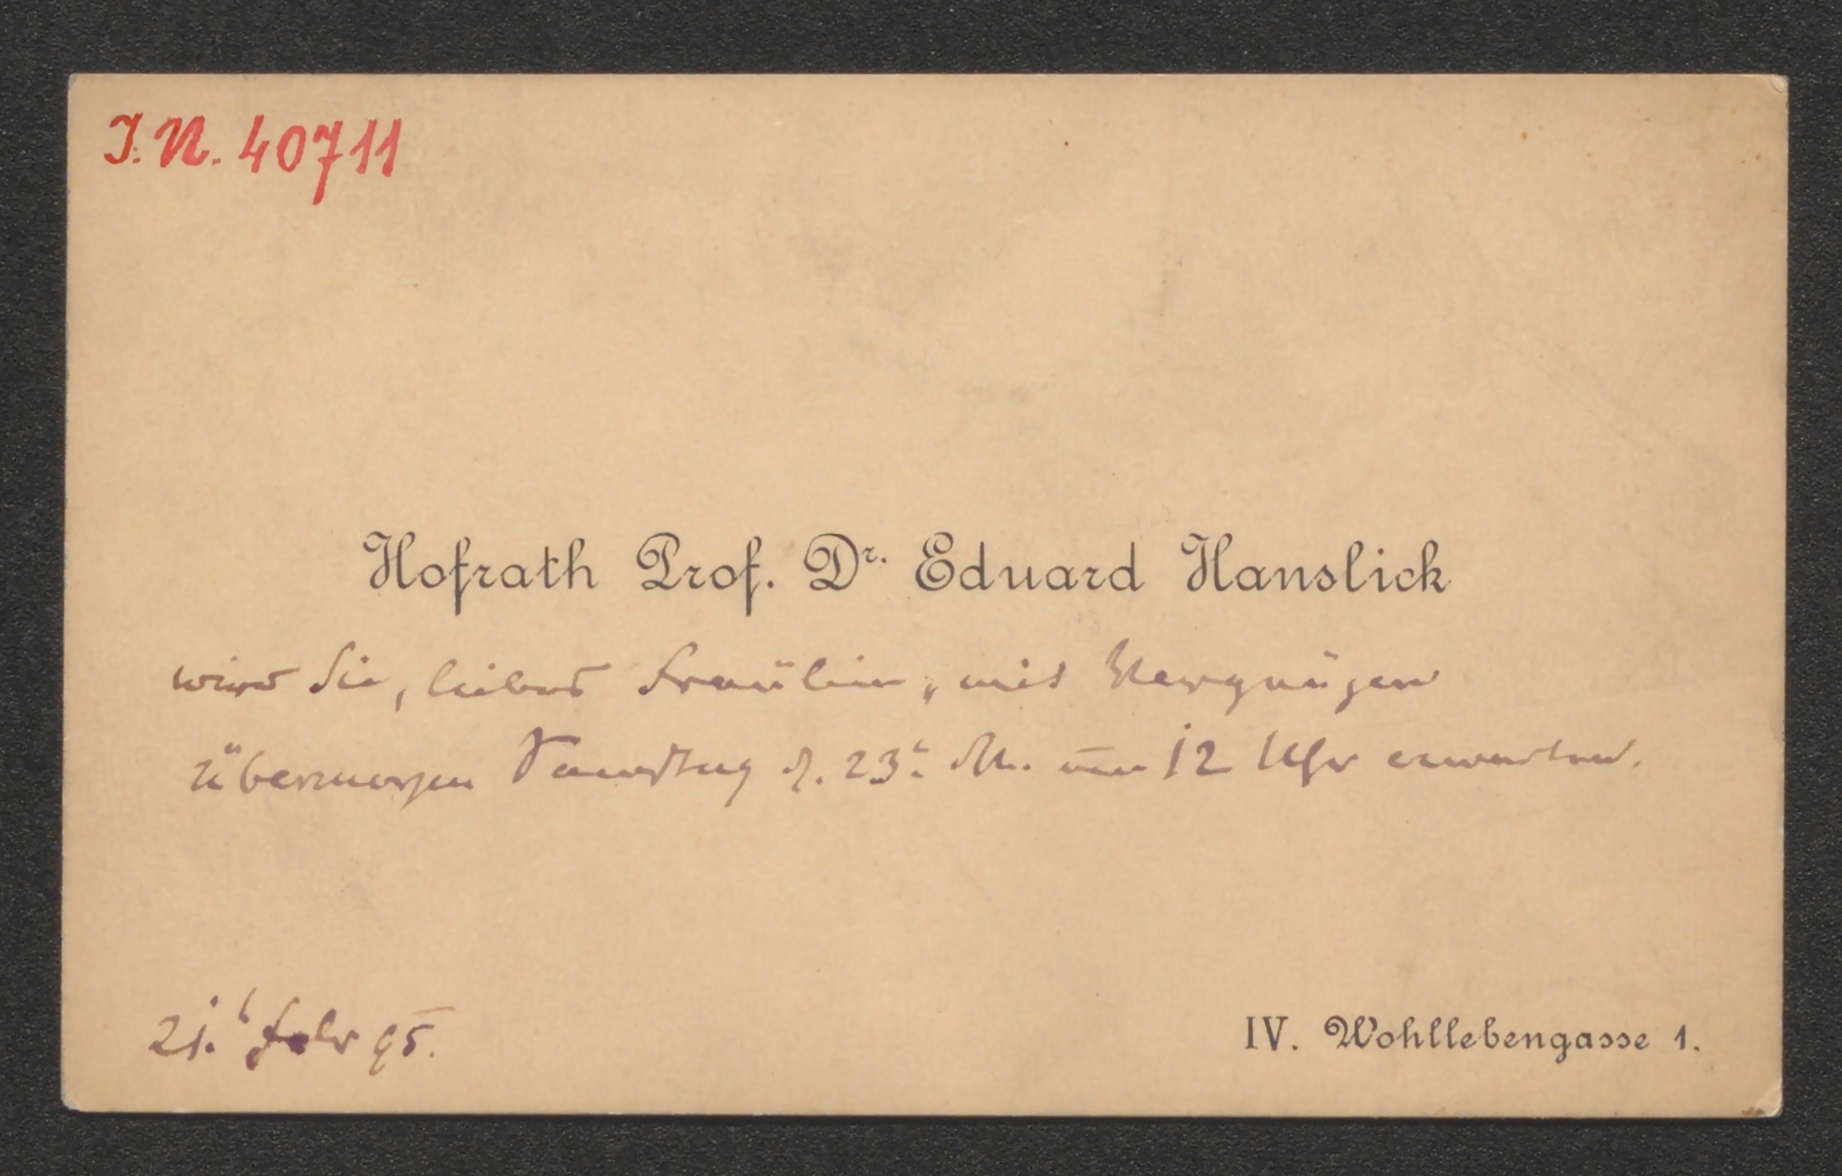 I.N. 40711
Hofrath Prof. Dr. Eduard Hanslick
wird Sie, liebes Fräulein, mit Vergnügen
übermorgen Samstag d. 23t. M. um 12 Uhr erwarten.
21.t Febr 95.
IV. Wohllebengasse 1.